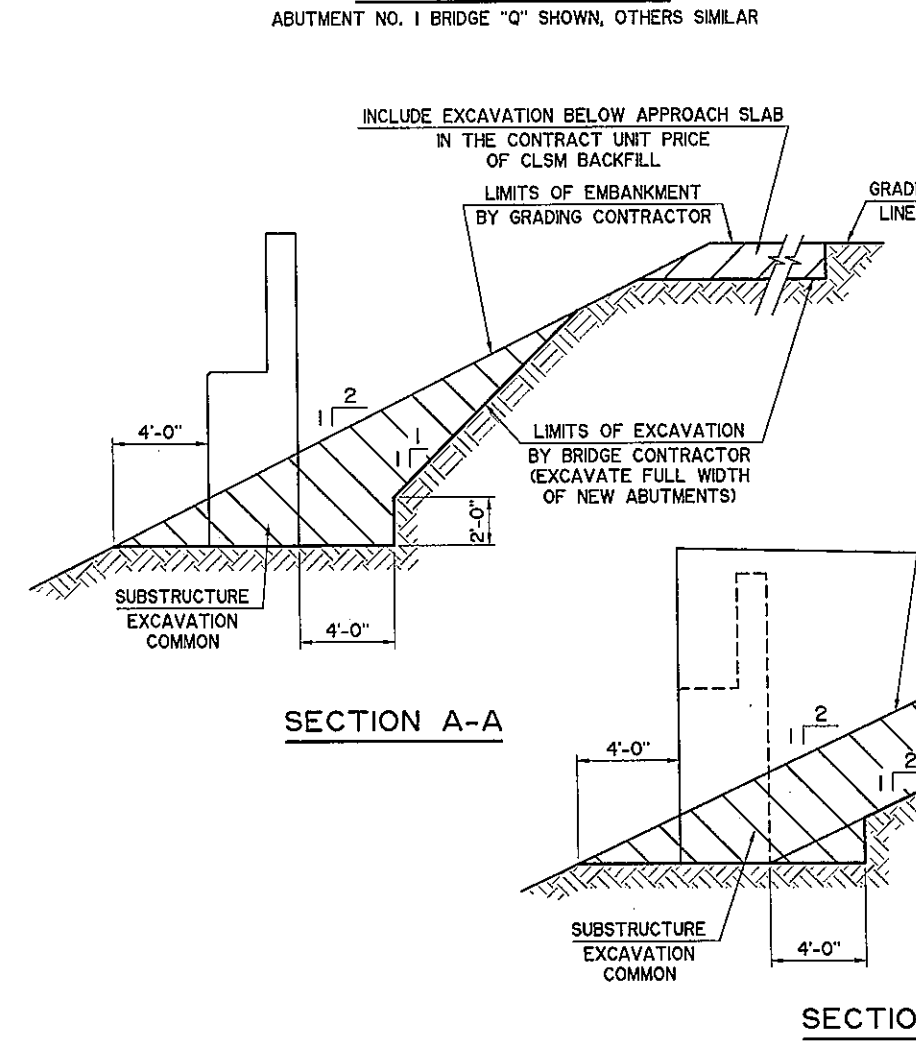 ABUTMENT NO. 1 BRIDGE "Q" SHOWN, OTHERS SIMILAR
INCLUDE EXCAVATION BELOW APPROACH SLAB
IN THE CONTRACT UNIT PRICE
OF CLSM BACKFILL
LIMITS OF EMBANKMENT
BY GRADING CONTRACTOR
GRADI
LINE
1
2
4'-0"
1
1
LIMITS OF EXCAVATION
BY BRIDGE CONTRACTOR
(EXCAVATE FULL WIDTH
OF NEW ABUTMENTS)
2'-0"
SUBSTRUCTURE
EXCAVATION
COMMON
4'-0"
SECTION A-A
1
2
4'-0"
1
2
SUBSTRUCTURE
EXCAVATION
COMMON
4'-0"
SECTIO